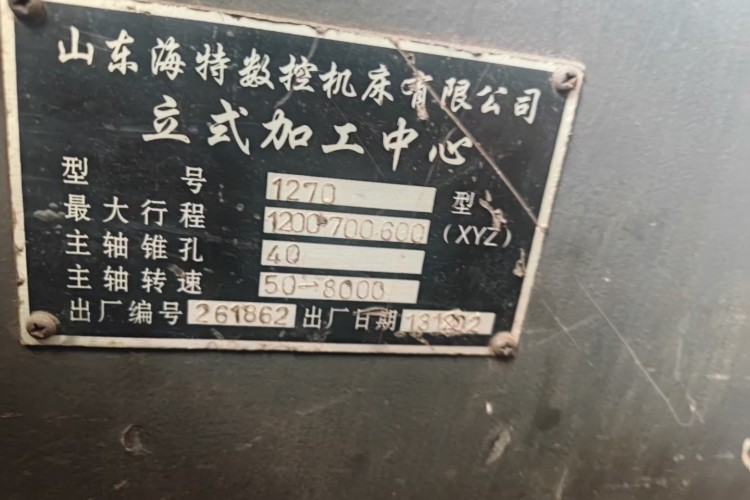 山东海特数控机床有限公司
立式加工中心
型号 1270 型
最大行程 1200 700 600 (XYZ)
主轴锥孔 40
主轴转速 50-8000
出厂编号 261862 出厂日期 131202